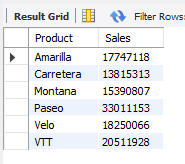 Result Grid Filter Rows:
Product Sales
Amarilla 17747118
Carretera 13815313
Montana 15390807
Paseo 33011153
Velo 18250066
VTT 20511928